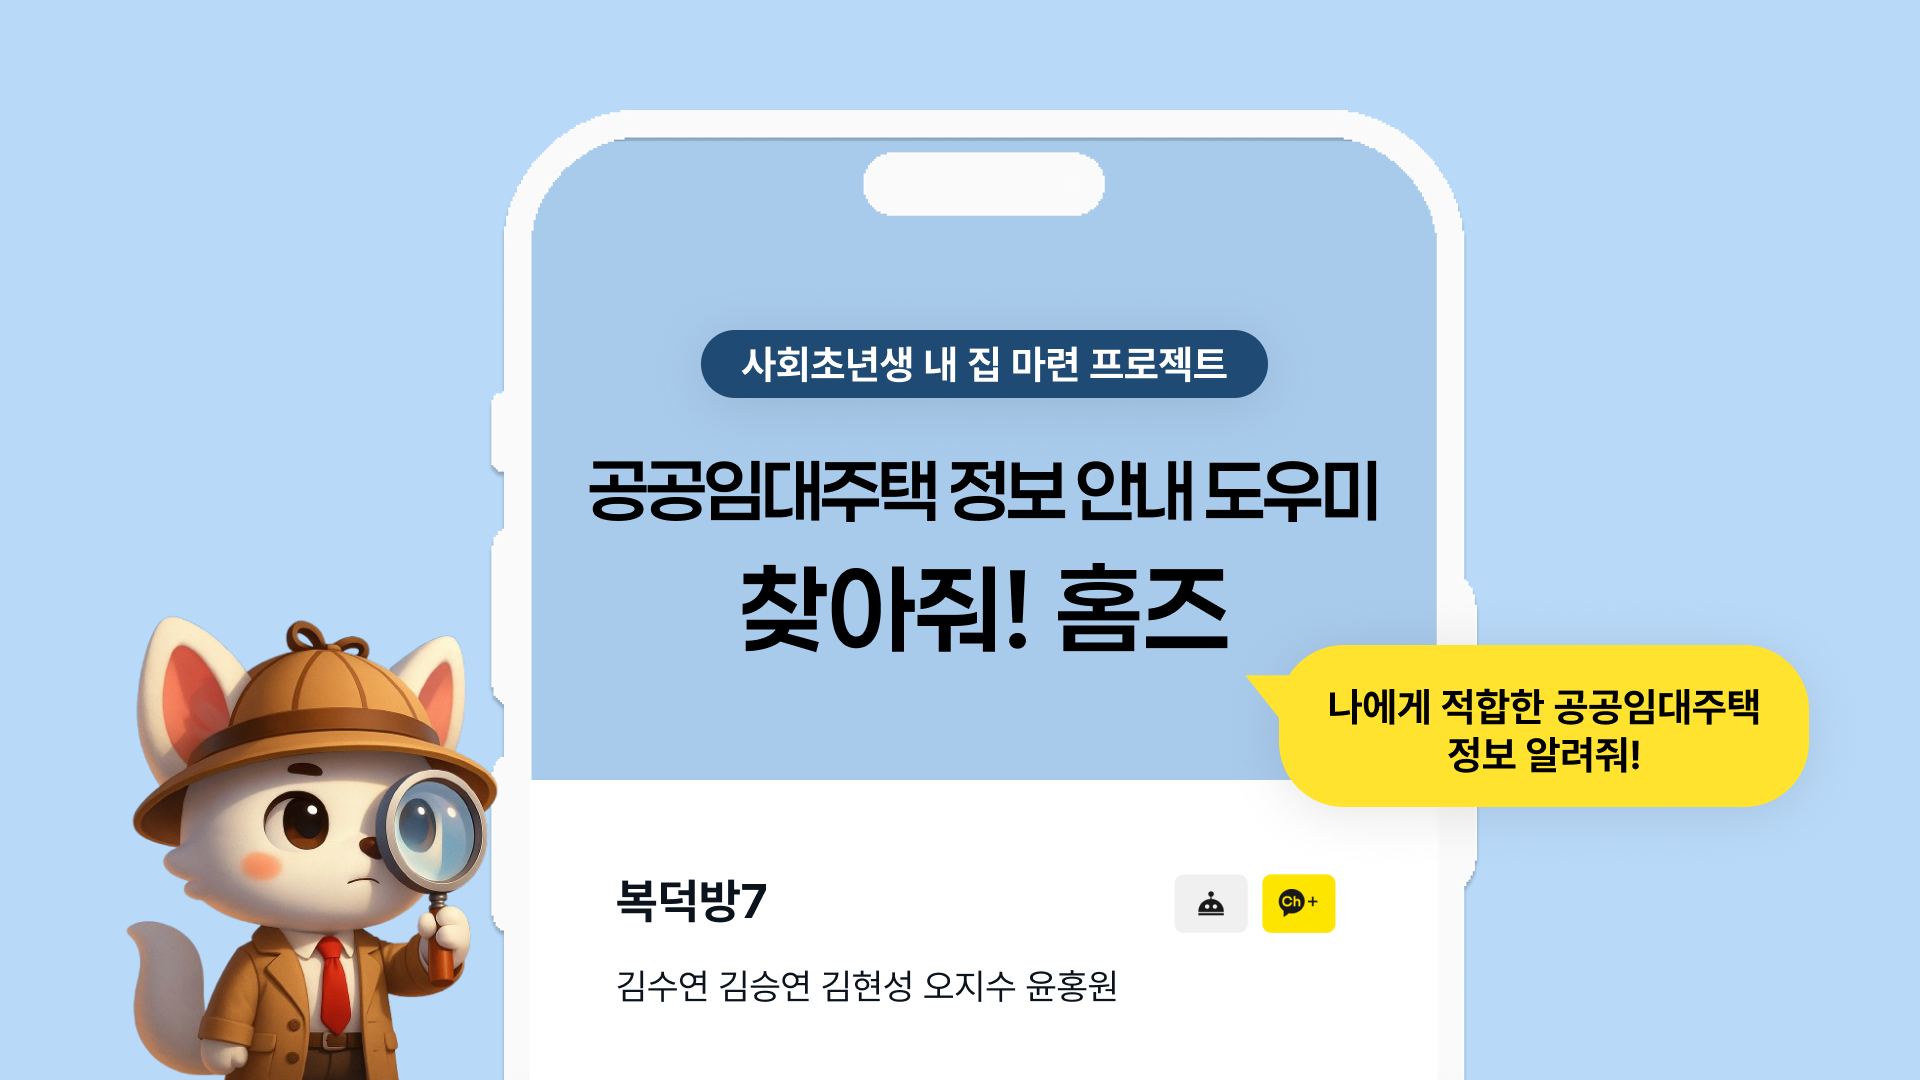 사회초년생 내 집 마련 프로젝트
공공임대주택 정보 안내 도우미
찾아줘! 홈즈
나에게 적합한 공공임대주택
정보 알려줘!
복덕방7
Ch+
김수연 김승연 김현성 오지수 윤홍원